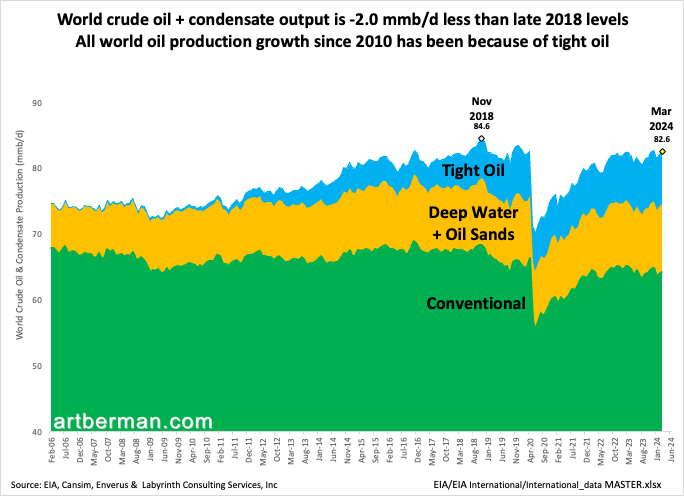 World crude oil + condensate output is -2.0 mmb/d less than late 2018 levels
All world oil production growth since 2010 has been because of tight oil
World Crude Oil & Condensate Production (mmb/d)
90
80
70
60
50
40
Nov
2018
84.6
Mar
2024
82.6
Tight Oil
Deep Water
+ Oil Sands
Conventional
artberman.com
Feb-06
Jul-06
Dec-06
May-07
Oct-07
Mar-08
Aug-08
Jan-09
Jun-09
Nov-09
Apr-10
Sep-10
Feb-11
Jul-11
Dec-11
May-12
Oct-12
Mar-13
Aug-13
Jan-14
Jun-14
Nov-14
Apr-15
Sep-15
Feb-16
Jul-16
Dec-16
May-17
Oct-17
Mar-18
Aug-18
Jan-19
Jun-19
Nov-19
Apr-20
Sep-20
Feb-21
Jul-21
Dec-21
May-22
Oct-22
Mar-23
Aug-23
Jan-24
Jun-24
Source: EIA, Cansim, Enverus & Labyrinth Consulting Services, Inc
EIA/EIA International/International_data MASTER.xlsx